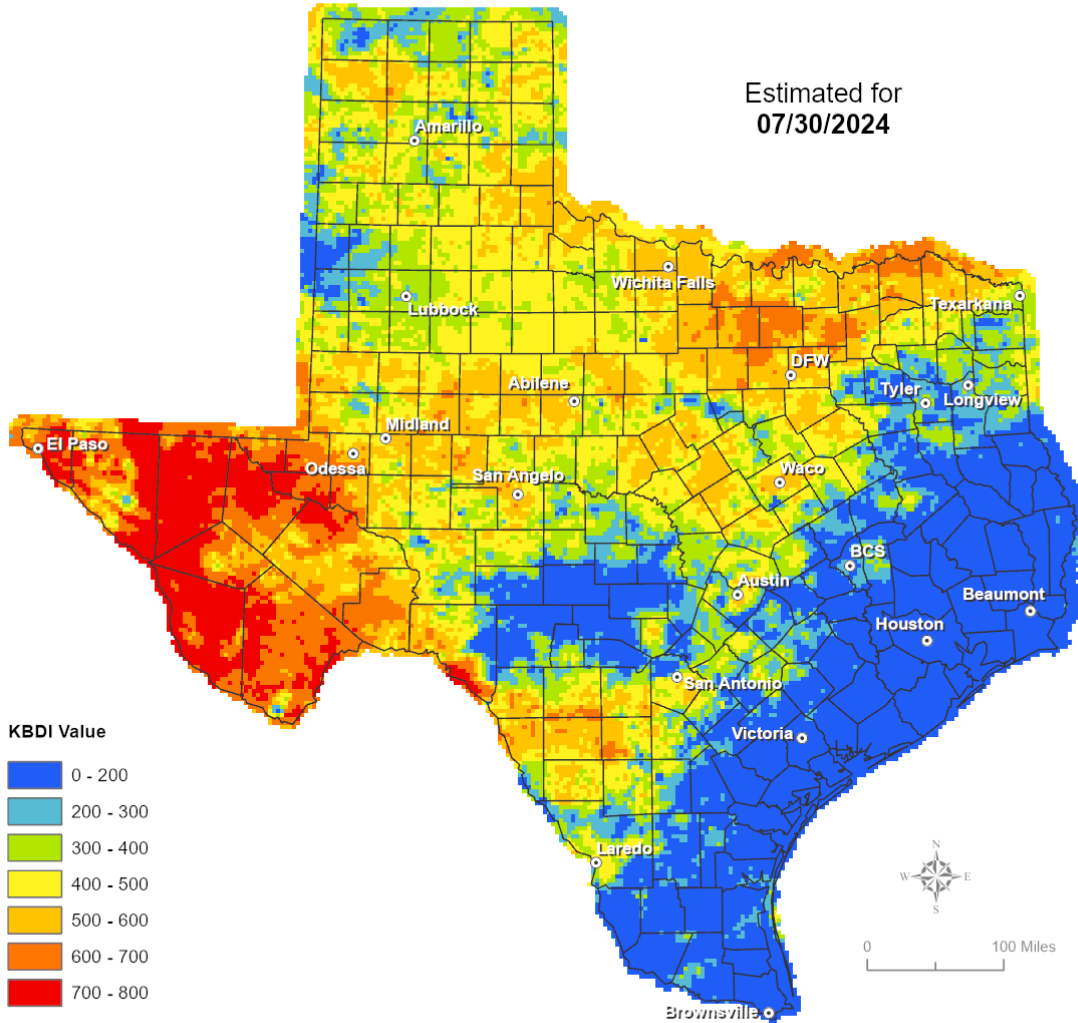 Estimated for
07/30/2024
Amarillo
Wichita Falls
Texarkana
Lubbock
DFW
Abilene
Tyler
Longview
Midland
El Paso
Odessa
San Angelo
Waco
BCS
Austin
Beaumont
Houston
San Antonio
Victoria
KBDI Value
0 - 200
200 - 300
300 - 400
400 - 500
500 - 600
600 - 700
700 - 800
Laredo
N
W
E
S
0
100 Miles
Brownsville